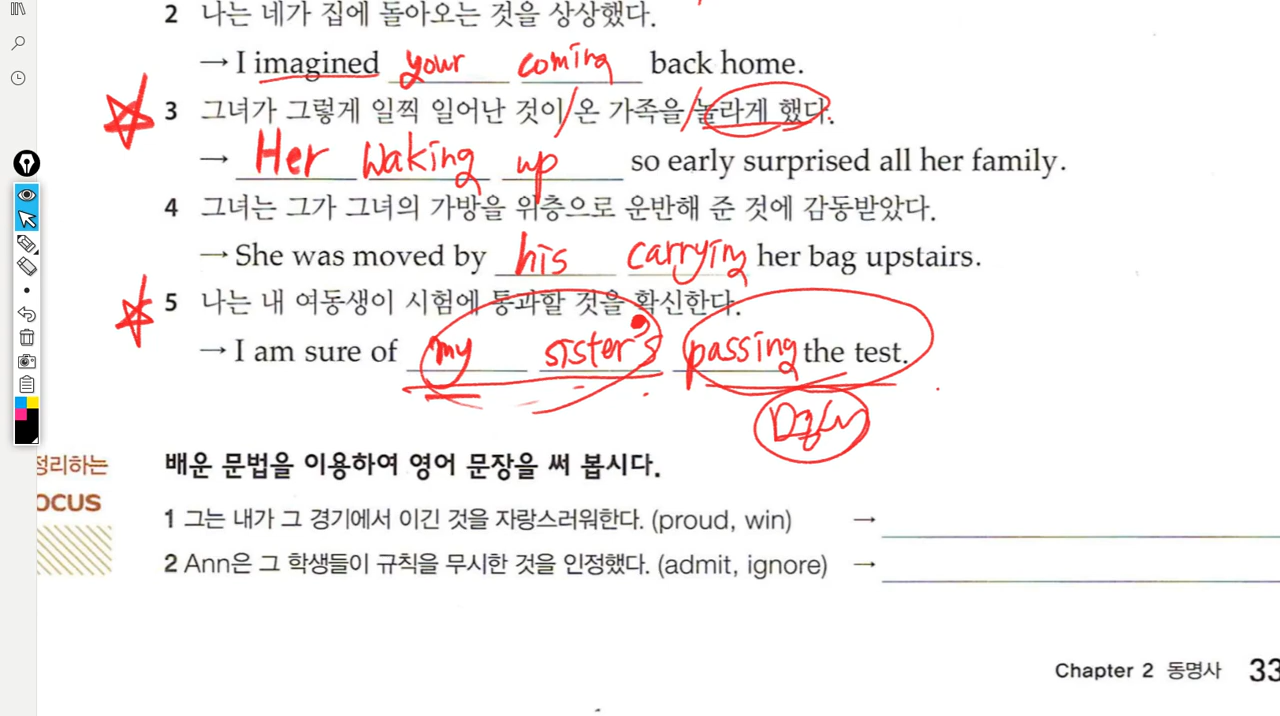 2 나는 네가 집에 돌아오는 것을 상상했다.
→ I imagined your coming back home.
3 그녀가 그렇게 일찍 일어난 것이/온 가족을/놀라게 했다.
→ Her waking up so early surprised all her family.
4 그녀는 그가 그녀의 가방을 위층으로 운반해 준 것에 감동받았다.
→ She was moved by his carrying her bag upstairs.
5 나는 내 여동생이 시험에 통과할 것을 확신한다.
→ I am sure of my sister's passing the test.
정리하는
배운 문법을 이용하여 영어 문장을 써 봅시다.
OCUS
1 그는 내가 그 경기에서 이긴 것을 자랑스러워한다. (proud, win) →
2 Ann은 그 학생들이 규칙을 무시한 것을 인정했다. (admit, ignore) →
Chapter 2 동명사 33